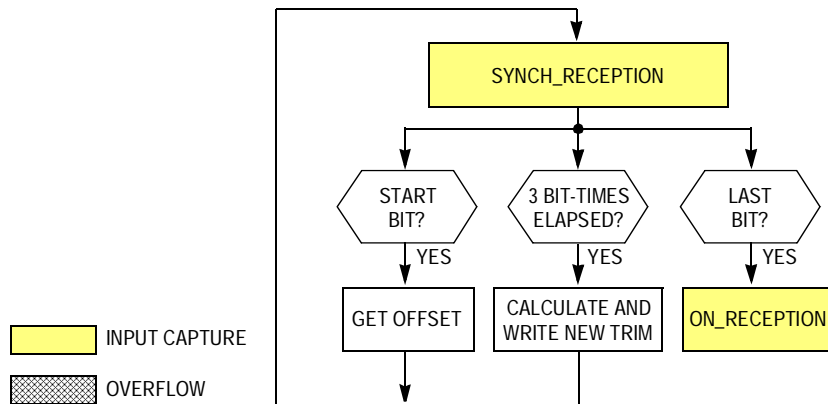 SYNCH_RECEPTION
START
BIT?
3 BIT-TIMES
ELAPSED?
LAST
BIT?
YES
YES
YES
GET OFFSET
CALCULATE AND
WRITE NEW TRIM
ON_RECEPTION
INPUT CAPTURE
OVERFLOW